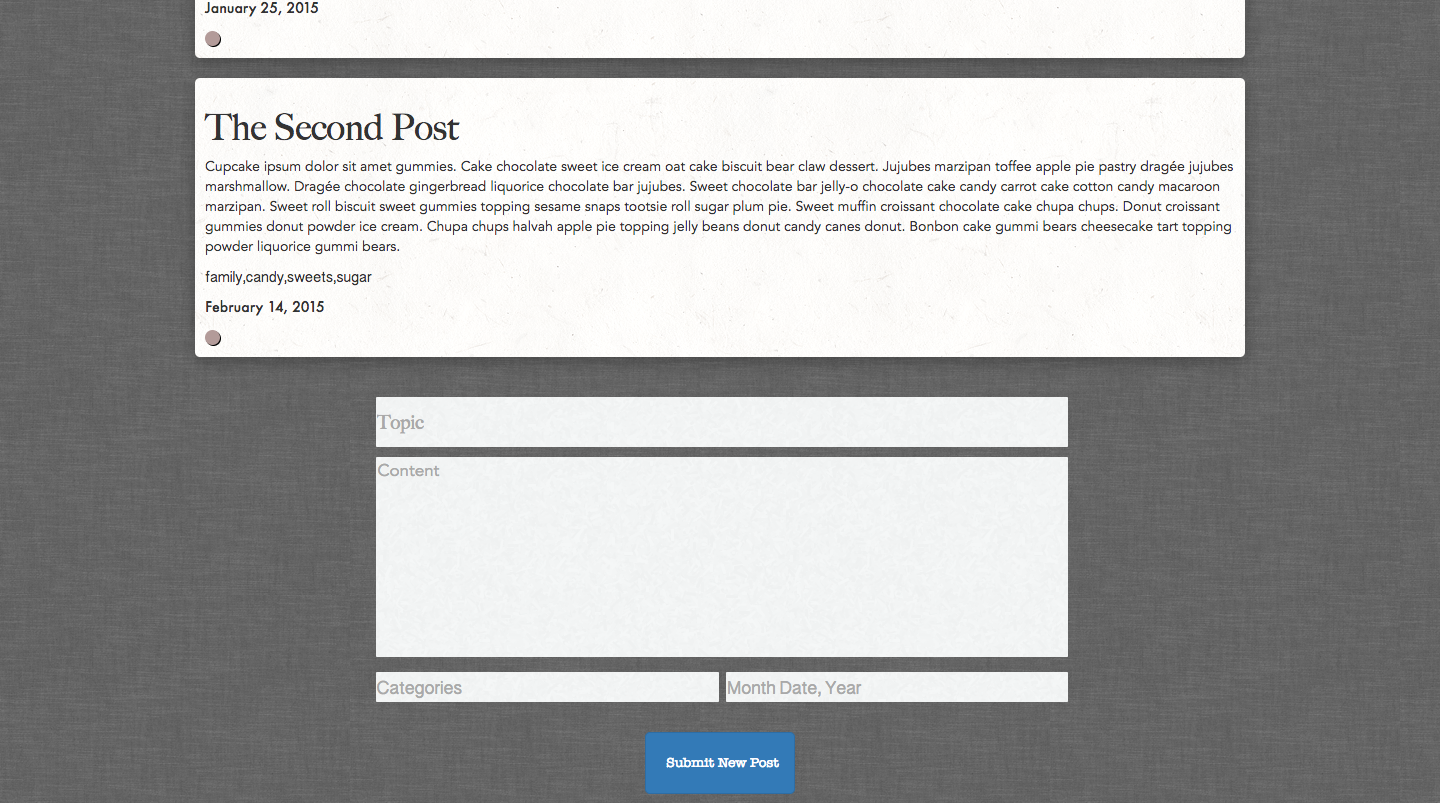 January 25, 2015
The Second Post
Cupcake ipsum dolor sit amet gummies. Cake chocolate sweet ice cream oat cake biscuit bear claw dessert. Jujubes marzipan toffee apple pie pastry dragée jujubes
marshmallow. Dragée chocolate gingerbread liquorice chocolate bar jujubes. Sweet chocolate bar jelly-o chocolate cake candy carrot cake cotton candy macaroon
marzipan. Sweet roll biscuit sweet gummies topping sesame snaps tootsie roll sugar plum pie. Sweet muffin croissant chocolate cake chupa chups. Donut croissant
gummies donut powder ice cream. Chupa chups halvah apple pie topping jelly beans donut candy canes donut. Bonbon cake gummi bears cheesecake tart topping
powder liquorice gummi bears.
family,candy,sweets,sugar
February 14, 2015
Topic
Content
Categories
Month Date, Year
Submit New Post